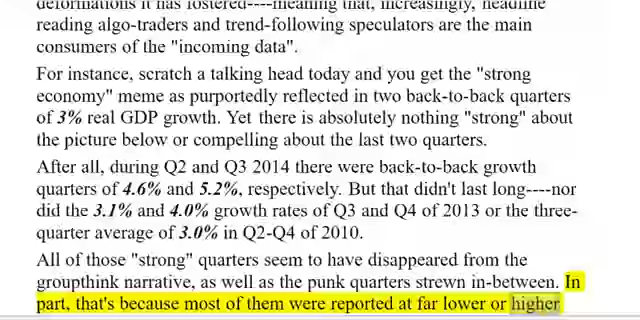 deformations it has fostered----meaning that, increasingly, headline
reading algo-traders and trend-following speculators are the main
consumers of the "incoming data".
For instance, scratch a talking head today and you get the "strong
economy" meme as purportedly reflected in two back-to-back quarters
of 3% real GDP growth. Yet there is absolutely nothing "strong" about
the picture below or compelling about the last two quarters.
After all, during Q2 and Q3 2014 there were back-to-back growth
quarters of 4.6% and 5.2%, respectively. But that didn't last long----nor
did the 3.1% and 4.0% growth rates of Q3 and Q4 of 2013 or the three-
quarter average of 3.0% in Q2-Q4 of 2010.
All of those "strong" quarters seem to have disappeared from the
groupthink narrative, as well as the punk quarters strewn in-between. In
part, that's because most of them were reported at far lower or higher